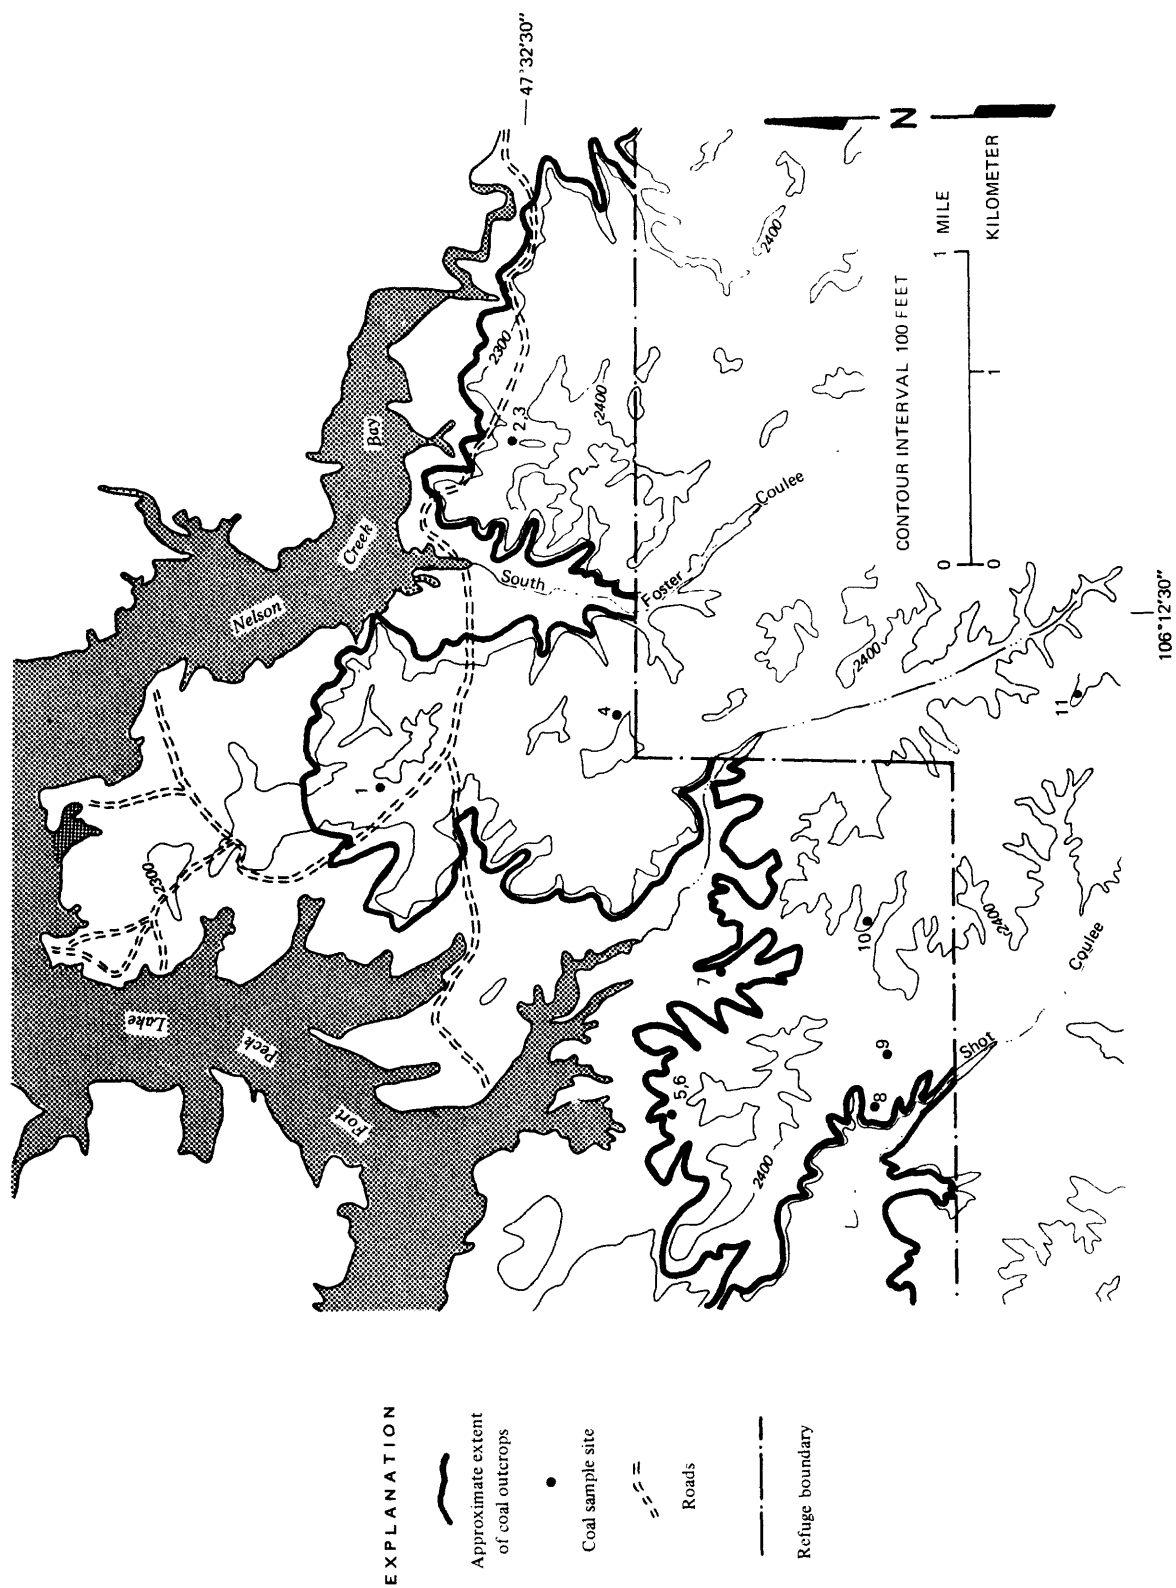 47°32'30"
Nelson
Creek
Bay
Lake
Peck
Fort
2300
2300
2400
2400
2400
2400
2400
South
Foster
Coulee
Shot
Coulee
1
2,3
4
5,6
7
8
9
10
11
106°12'30"
N
CONTOUR INTERVAL 100 FEET
0
1
MILE
0
1
KILOMETER
EXPLANATION
Approximate extent
of coal outcrops
Coal sample site
Roads
Refuge boundary